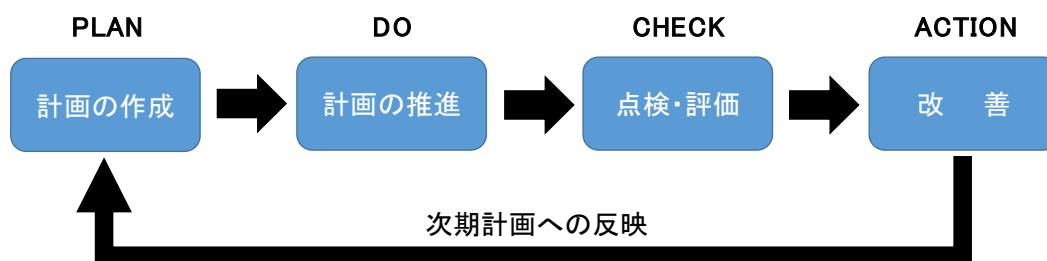 PLAN
DO
CHECK
ACTION
計画の作成
計画の推進
点検・評価
改　善
次期計画への反映